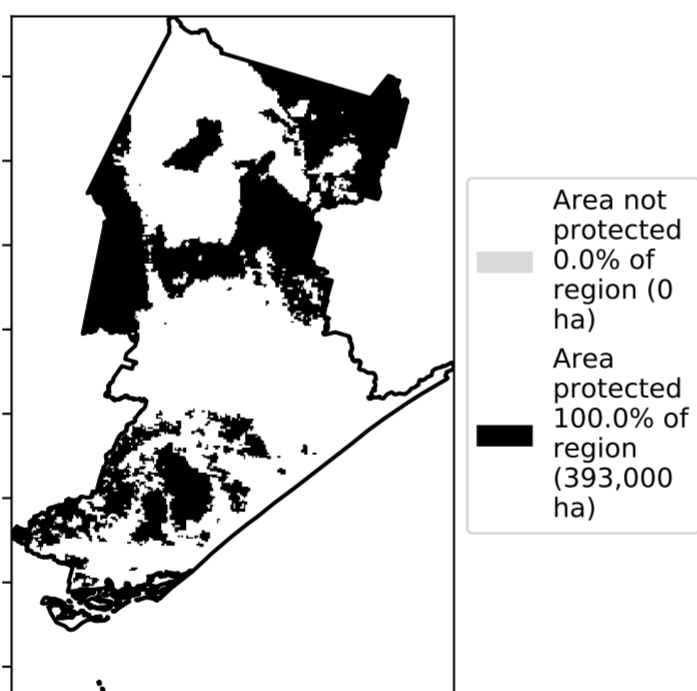 Area not
protected
0.0% of
region (0
ha)
Area
protected
100.0% of
region
(393,000
ha)